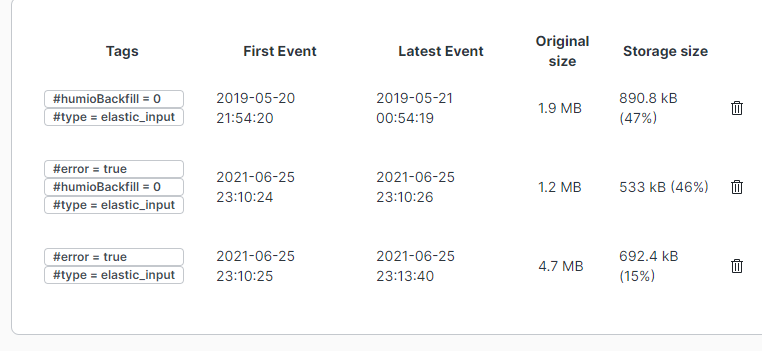 Tags First Event Latest Event Original size Storage size
#humioBackfill = 0
#type = elastic_input
2019-05-20
21:54:20
2019-05-21
00:54:19
1.9 MB
890.8 kB
(47%)
#error = true
#humioBackfill = 0
#type = elastic_input
2021-06-25
23:10:24
2021-06-25
23:10:26
1.2 MB
533 kB (46%)
#error = true
#type = elastic_input
2021-06-25
23:10:25
2021-06-25
23:13:40
4.7 MB
692.4 kB
(15%)